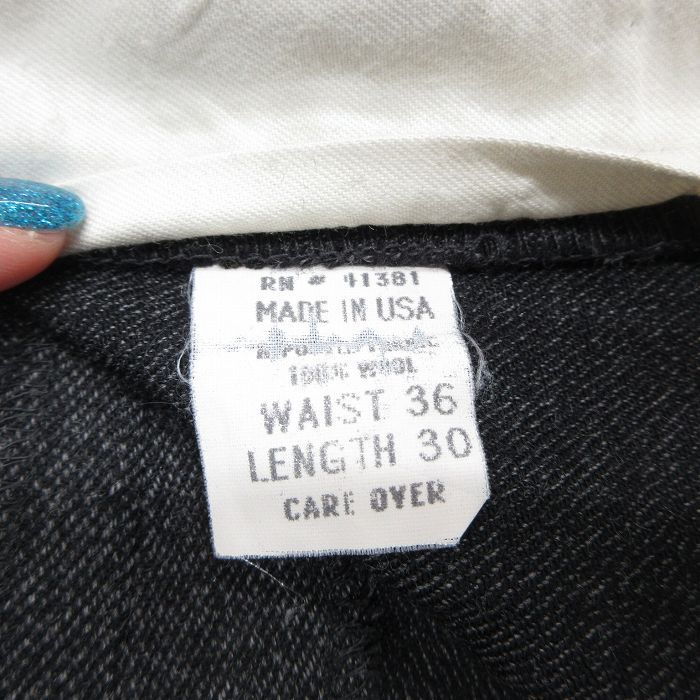 RN # 41381
MADE IN USA
100% WOOL
WAIST 36
LENGTH 30
CARE OVER